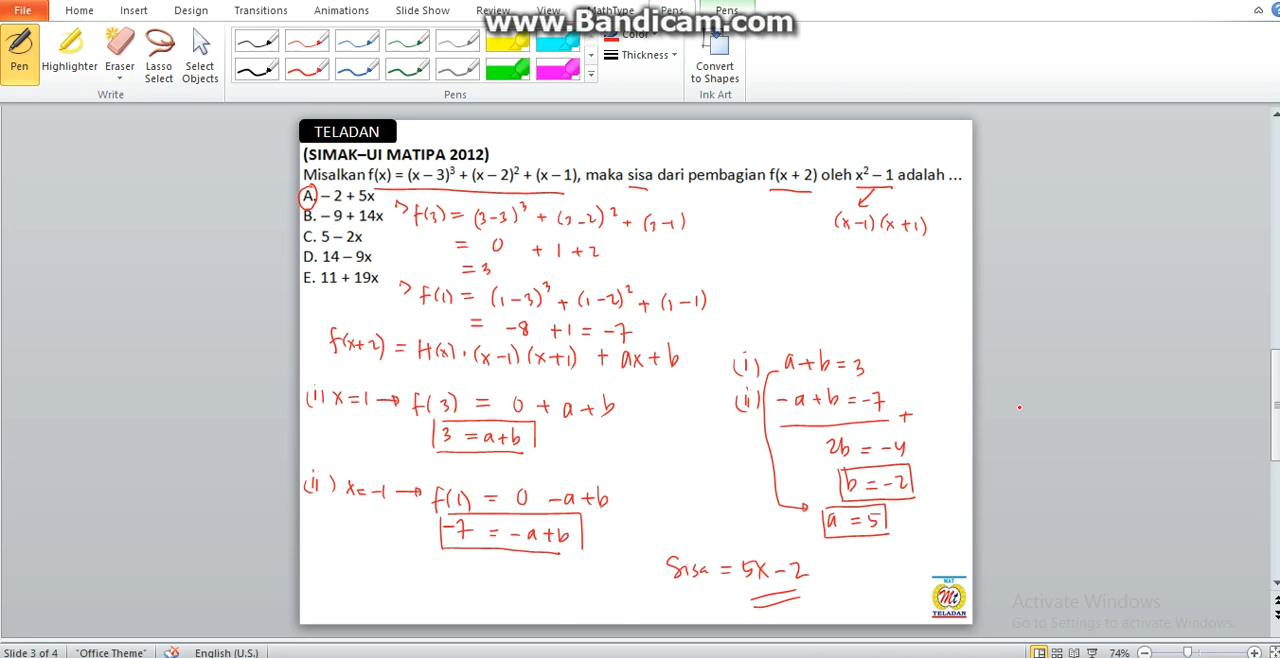 www.Bandicam.com
File Home Insert Design Transitions Animations Slide Show Review View MathType Pens Pens
Pen Highlighter Eraser Lasso Select Select Objects Color Thickness Convert to Shapes
Write Pens Ink Art
TELADAN
(SIMAK–UI MATIPA 2012)
Misalkan f(x) = (x – 3)³ + (x – 2)² + (x – 1), maka sisa dari pembagian f(x + 2) oleh x² – 1 adalah ...
A. – 2 + 5x
B. – 9 + 14x
C. 5 – 2x
D. 14 – 9x
E. 11 + 19x
(x-1)(x+1)
f(3) = (3-3)³ + (3-2)² + (3-1)
= 0 + 1 + 2
= 3
f(1) = (1-3)³ + (1-2)² + (1-1)
= -8 + 1 = -7
f(x+2) = H(x) · (x-1)(x+1) + ax + b
(i) x=1 → f(3) = 0 + a + b
3 = a+b
(ii) x=-1 → f(1) = 0 - a + b
-7 = -a+b
(i) a+b = 3
(ii) -a+b = -7
+
2b = -4
b = -2
a = 5
Sisa = 5x - 2
MAT
Mt
TELADAN
Activate Windows
Go to Settings to activate Windows.
Slide 3 of 4 "Office Theme" English (U.S.) 74%